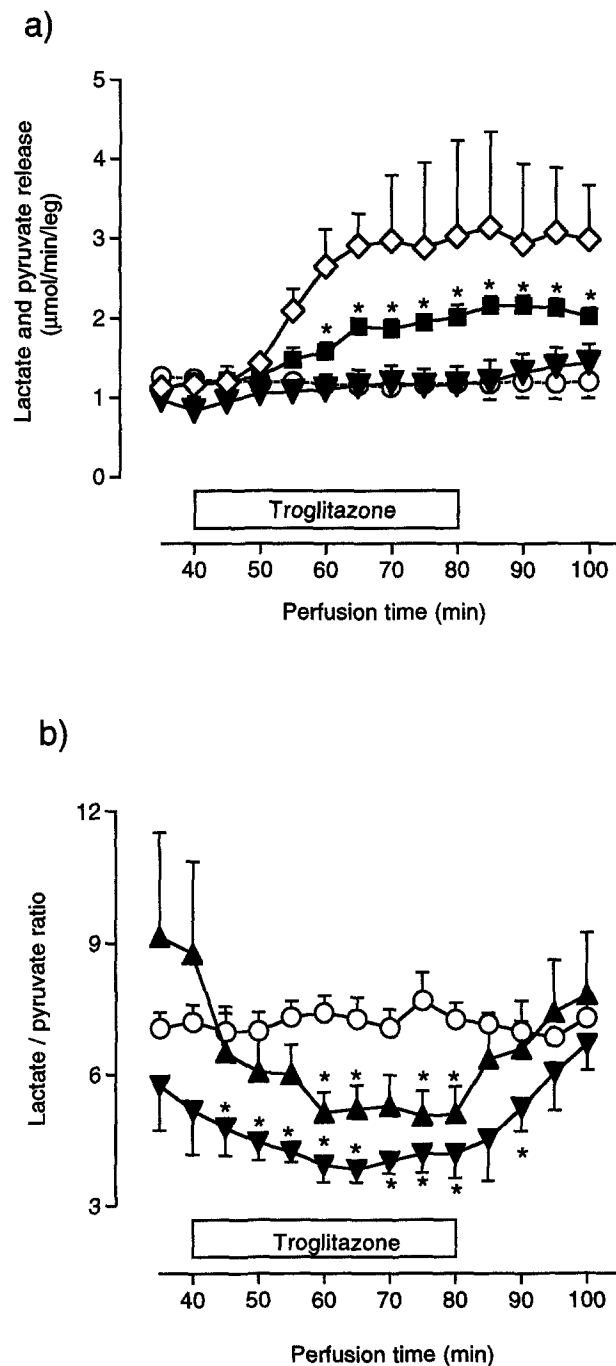 a)
Lactate and pyruvate release
(μmol/min/leg)
5
4
3
2
1
0
* * * * * * * * *
Troglitazone
40 50 60 70 80 90 100
Perfusion time (min)
b)
Lactate / pyruvate ratio
12
9
6
3
* * * *
* * * * * * * * *
Troglitazone
40 50 60 70 80 90 100
Perfusion time (min)